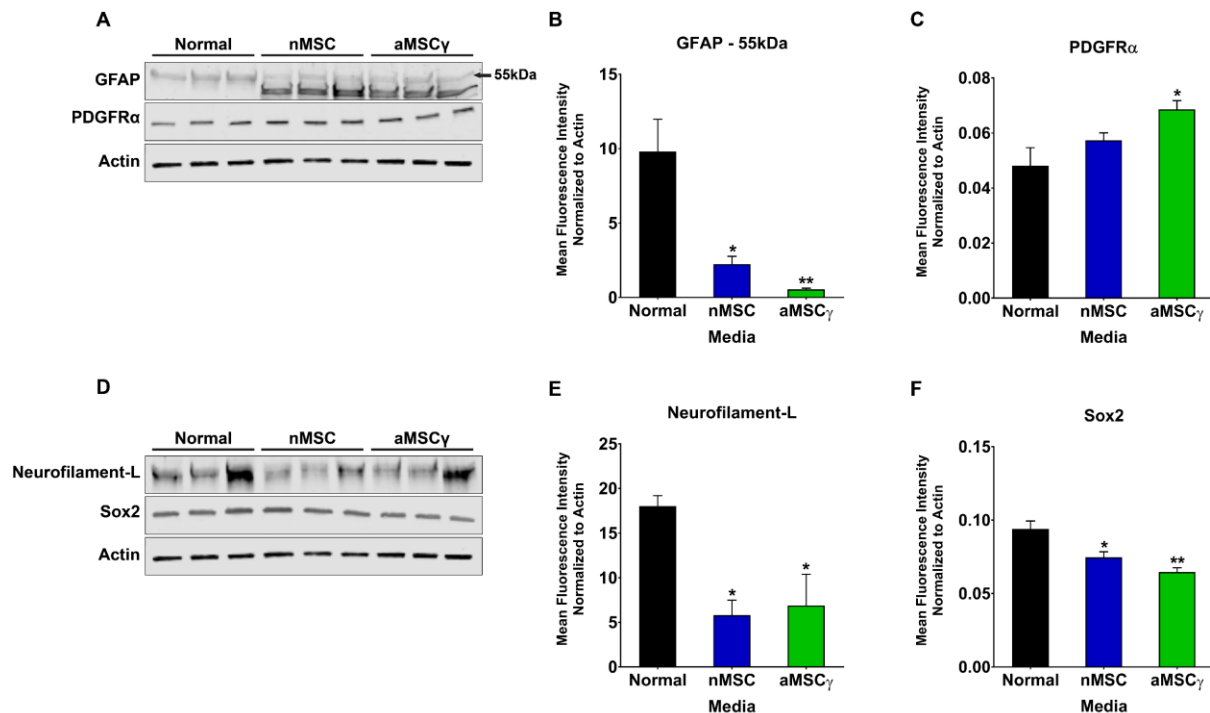 A
Normal nMSC aMSCγ
GFAP
55kDa
PDGFRα
Actin
B
GFAP - 55kDa
Mean Fluorescence Intensity
Normalized to Actin
15
10
5
0
Normal nMSC aMSCγ
Media
*
**
C
PDGFRα
Mean Fluorescence Intensity
Normalized to Actin
0.08
0.06
0.04
0.02
0.00
Normal nMSC aMSCγ
Media
*
D
Normal nMSC aMSCγ
Neurofilament-L
Sox2
Actin
E
Neurofilament-L
Mean Fluorescence Intensity
Normalized to Actin
25
20
15
10
5
0
Normal nMSC aMSCγ
Media
*
*
F
Sox2
Mean Fluorescence Intensity
Normalized to Actin
0.15
0.10
0.05
0.00
Normal nMSC aMSCγ
Media
*
**